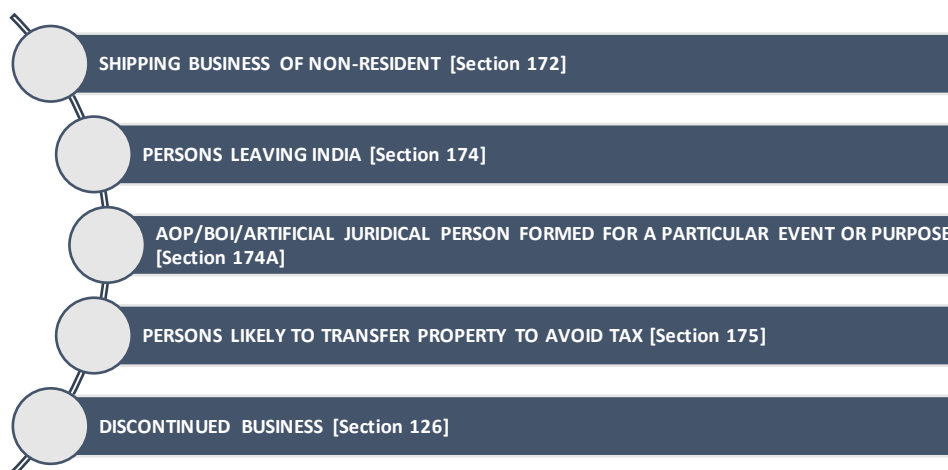 SHIPPING BUSINESS OF NON-RESIDENT [Section 172]
PERSONS LEAVING INDIA [Section 174]
AOP/BOI/ARTIFICIAL JURIDICAL PERSON FORMED FOR A PARTICULAR EVENT OR PURPOSE
[Section 174A]
PERSONS LIKELY TO TRANSFER PROPERTY TO AVOID TAX [Section 175]
DISCONTINUED BUSINESS [Section 126]